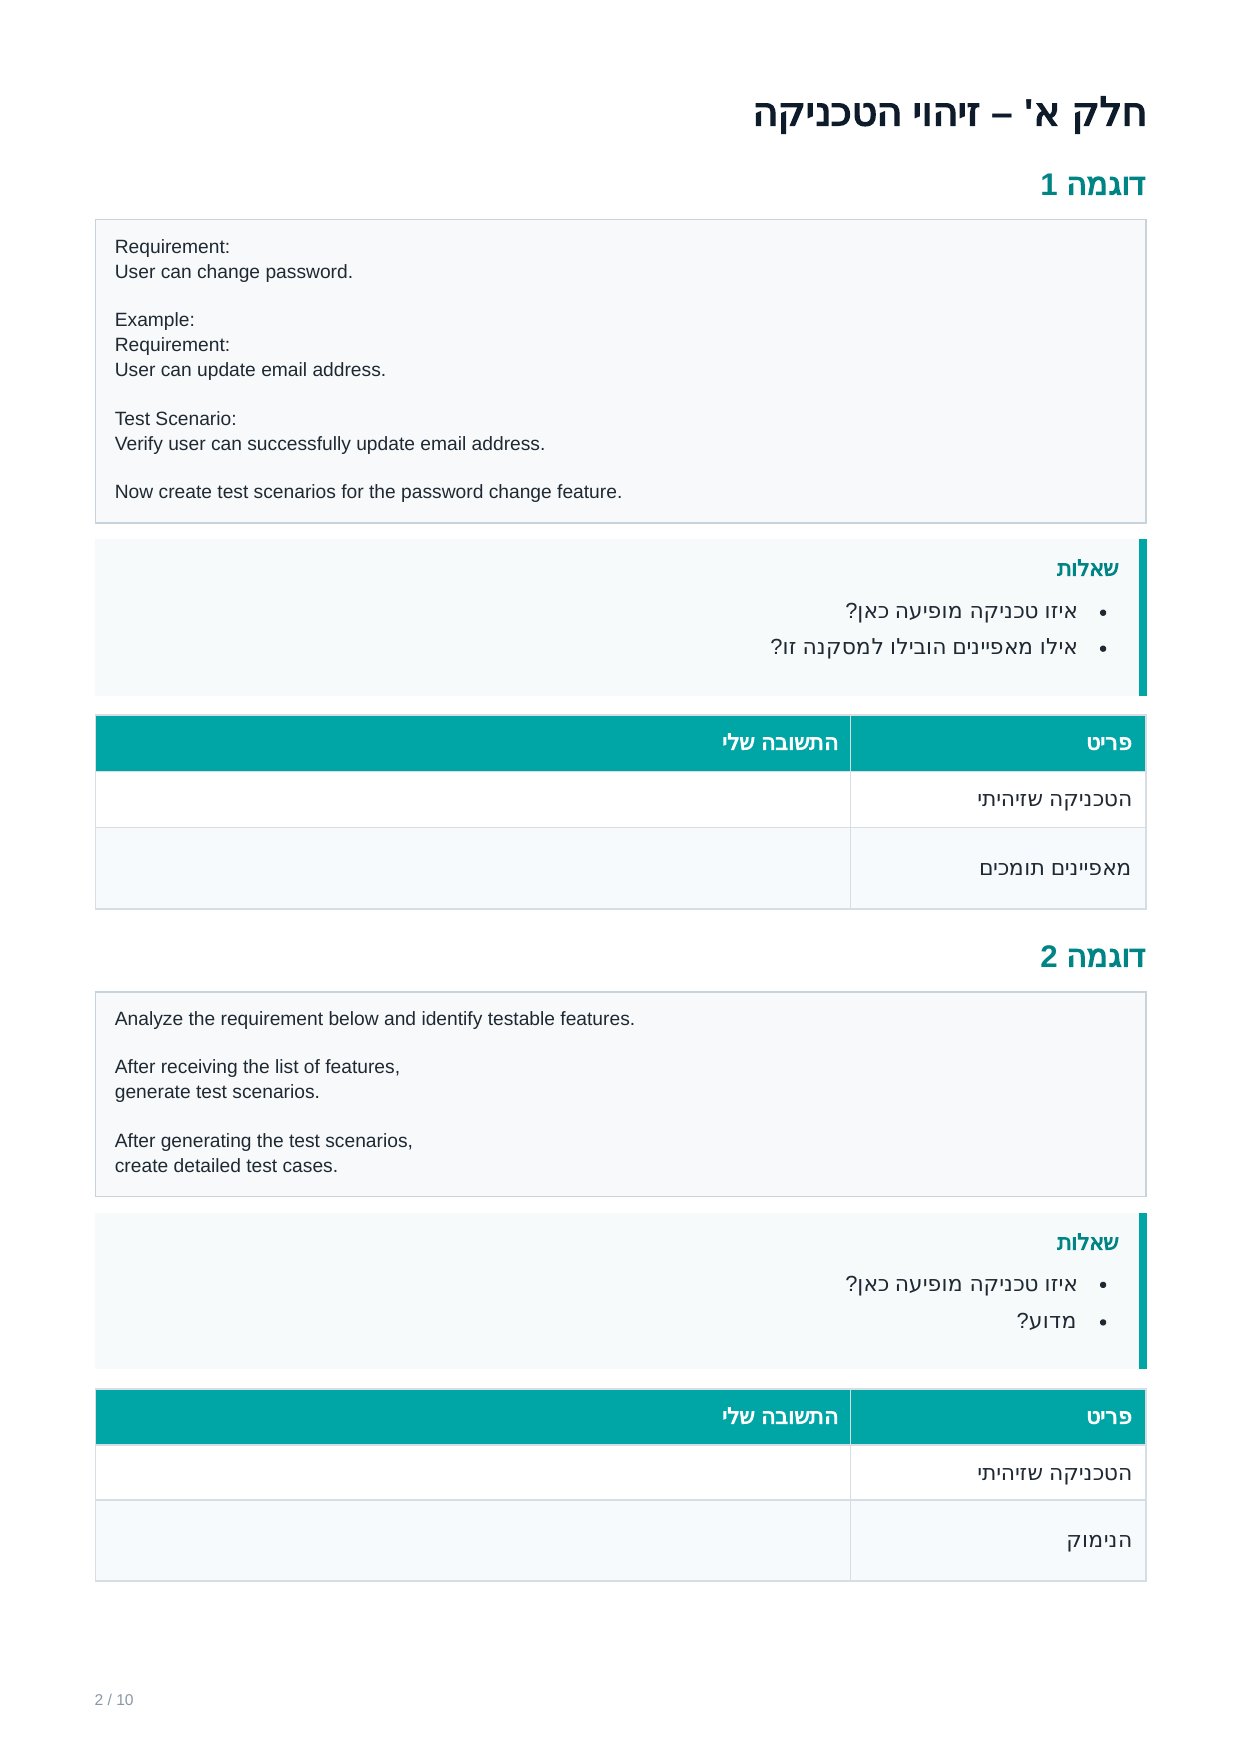 חלק א' – זיהוי הטכניקה
דוגמה 1
Requirement:
User can change password.
Example:
Requirement:
User can update email address.
Test Scenario:
Verify user can successfully update email address.
Now create test scenarios for the password change feature.
שאלות
• איזו טכניקה מופיעה כאן?
• אילו מאפיינים הובילו למסקנה זו?
פריט
התשובה שלי
הטכניקה שזיהיתי
מאפיינים תומכים
דוגמה 2
Analyze the requirement below and identify testable features.
After receiving the list of features,
generate test scenarios.
After generating the test scenarios,
create detailed test cases.
שאלות
• איזו טכניקה מופיעה כאן?
• מדוע?
פריט
התשובה שלי
הטכניקה שזיהיתי
הנימוק
2 / 10